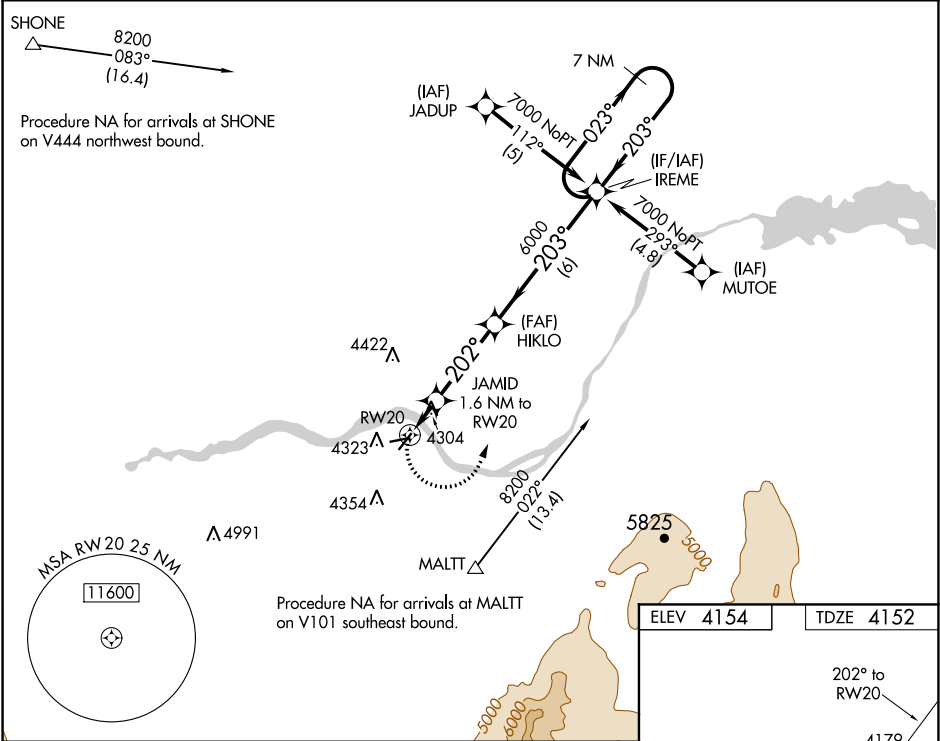 SHONE
8200
083°
(16.4)
Procedure NA for arrivals at SHONE
on V444 northwest bound.
7 NM
(IAF)
JADUP
7000 NoPT
112°
(5)
023°
203°
(IF/IAF)
IREME
7000 NoPT
293°
(4.8)
(IAF)
MUTOE
6000
203°
(6)
(FAF)
HIKLO
4422
202°
JAMID
1.6 NM to
RW20
RW20
4323
4304
4354
4991
8200
022°
(13.4)
MALTT
5825
5000
MSA RW20 25 NM
11600
Procedure NA for arrivals at MALTT
on V101 southeast bound.
5000
6000
ELEV 4154
TDZE 4152
202° to
RW20
4179